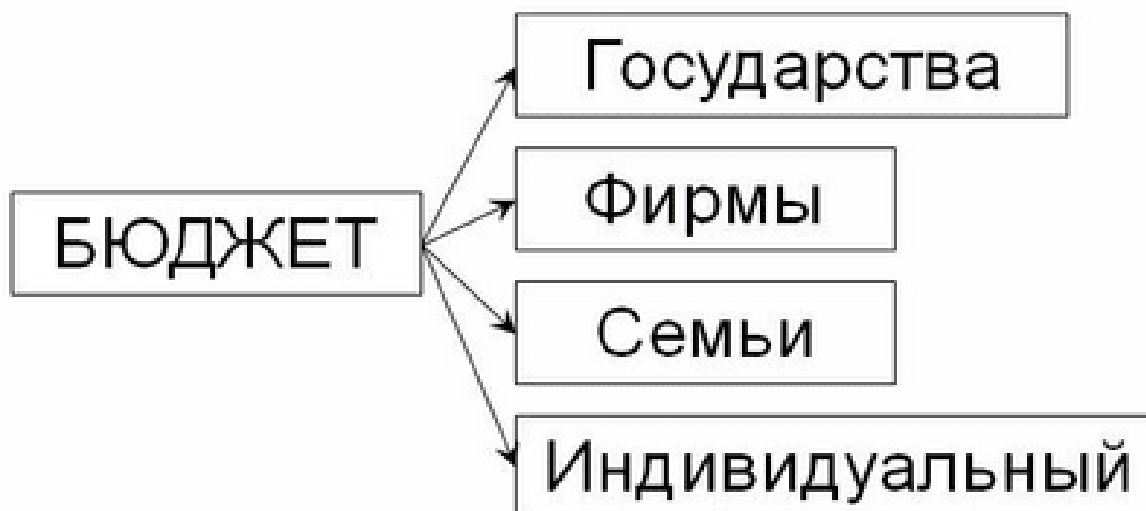 Государства
Фирмы
БЮДЖЕТ
Семьи
Индивидуальный